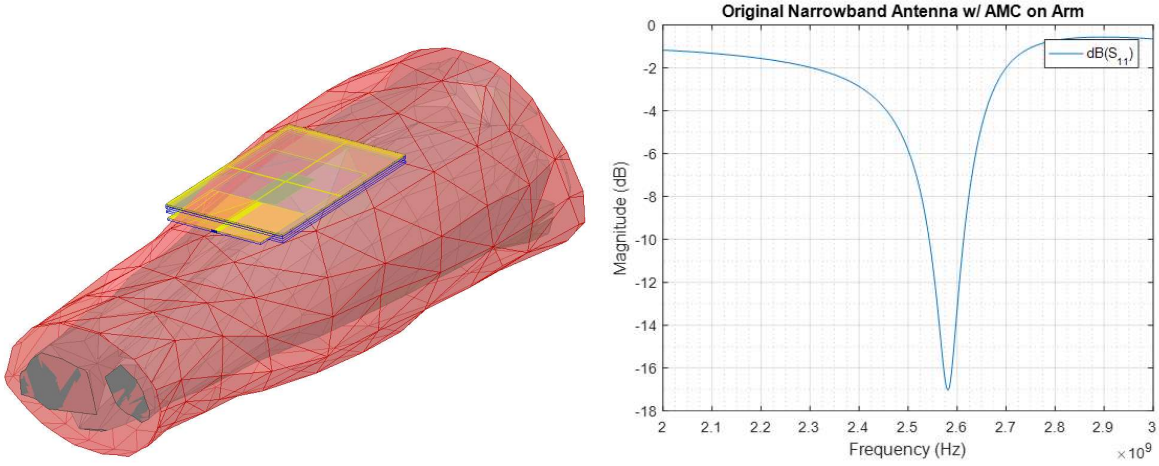 Original Narrowband Antenna w/ AMC on Arm
dB(S11)
Magnitude (dB)
0
-2
-4
-6
-8
-10
-12
-14
-16
-18
2 2.1 2.2 2.3 2.4 2.5 2.6 2.7 2.8 2.9 3
Frequency (Hz)
×10^9